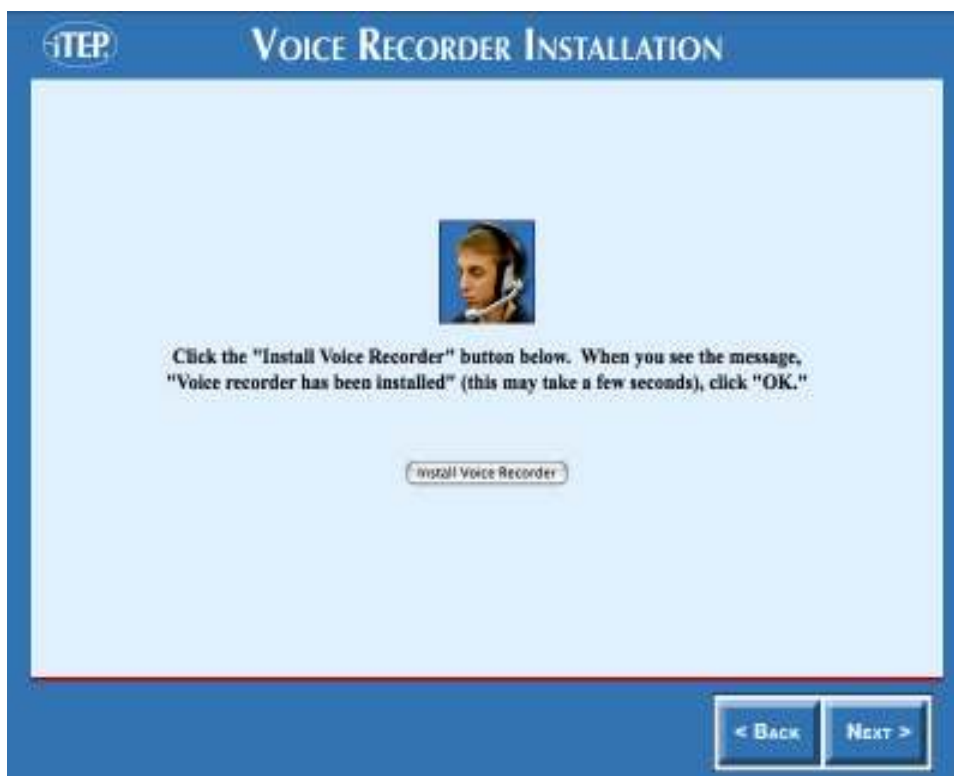 iTEP
VOICE RECORDER INSTALLATION
Click the "Install Voice Recorder" button below. When you see the message,
"Voice recorder has been installed" (this may take a few seconds), click "OK."
Install Voice Recorder
< BACK NEXT >